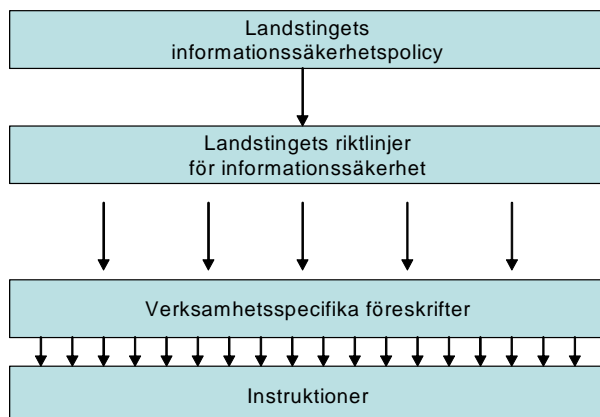 Landstingets
informationssäkerhetspolicy
Landstingets riktlinjer
för informationssäkerhet
Verksamhetsspecifika föreskrifter
Instruktioner